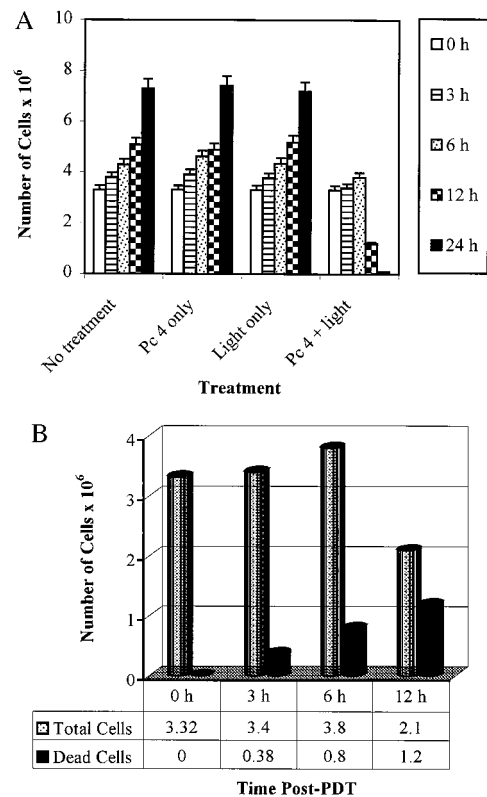 A
Number of Cells x 10⁶
10
8
6
4
2
0
No treatment
Pc 4 only
Light only
Pc 4 + light
Treatment
0 h
3 h
6 h
12 h
24 h
B
Number of Cells x 10⁶
4
3
2
1
0
0 h 3 h 6 h 12 h
Total Cells 3.32 3.4 3.8 2.1
Dead Cells 0 0.38 0.8 1.2
Time Post-PDT